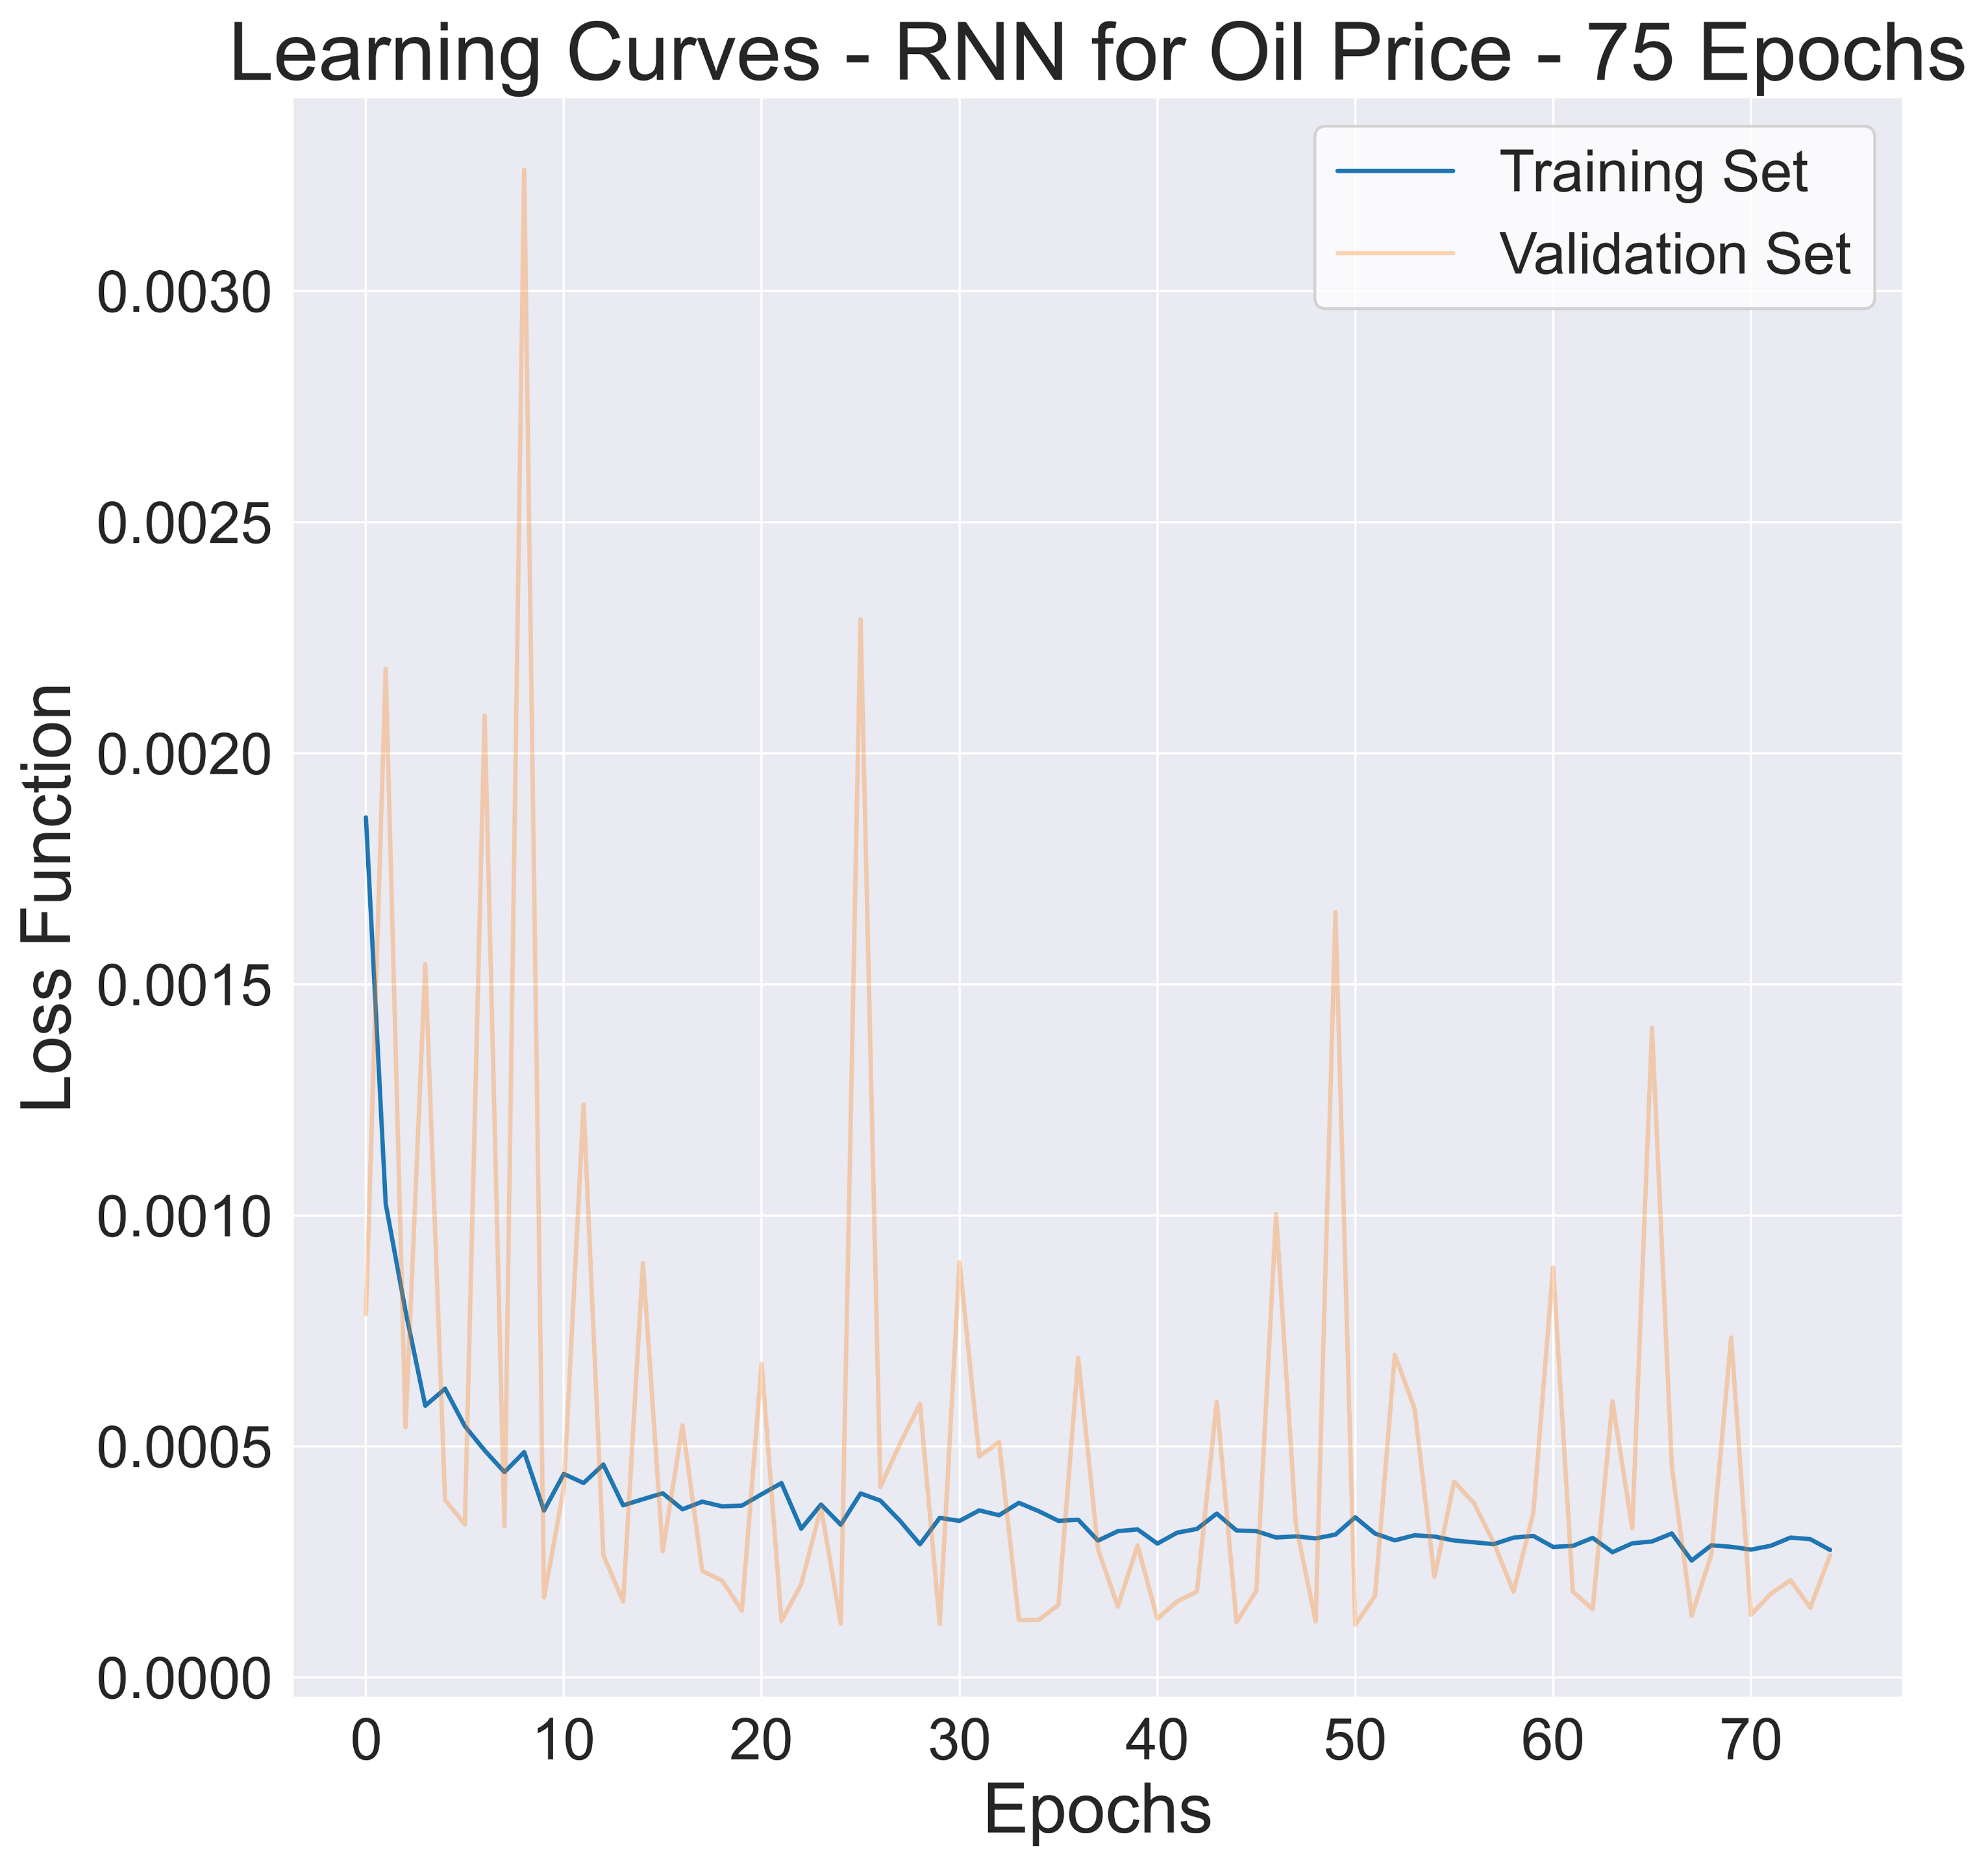 Learning Curves - RNN for Oil Price - 75 Epochs
Training Set
Validation Set
Loss Function
0.0030
0.0025
0.0020
0.0015
0.0010
0.0005
0.0000
0 10 20 30 40 50 60 70
Epochs